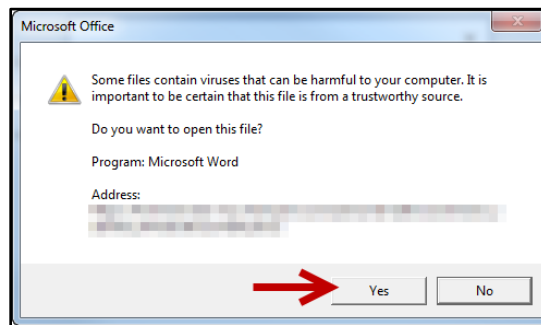 Microsoft Office
Some files contain viruses that can be harmful to your computer. It is
important to be certain that this file is from a trustworthy source.
Do you want to open this file?
Program: Microsoft Word
Address:
Yes
No